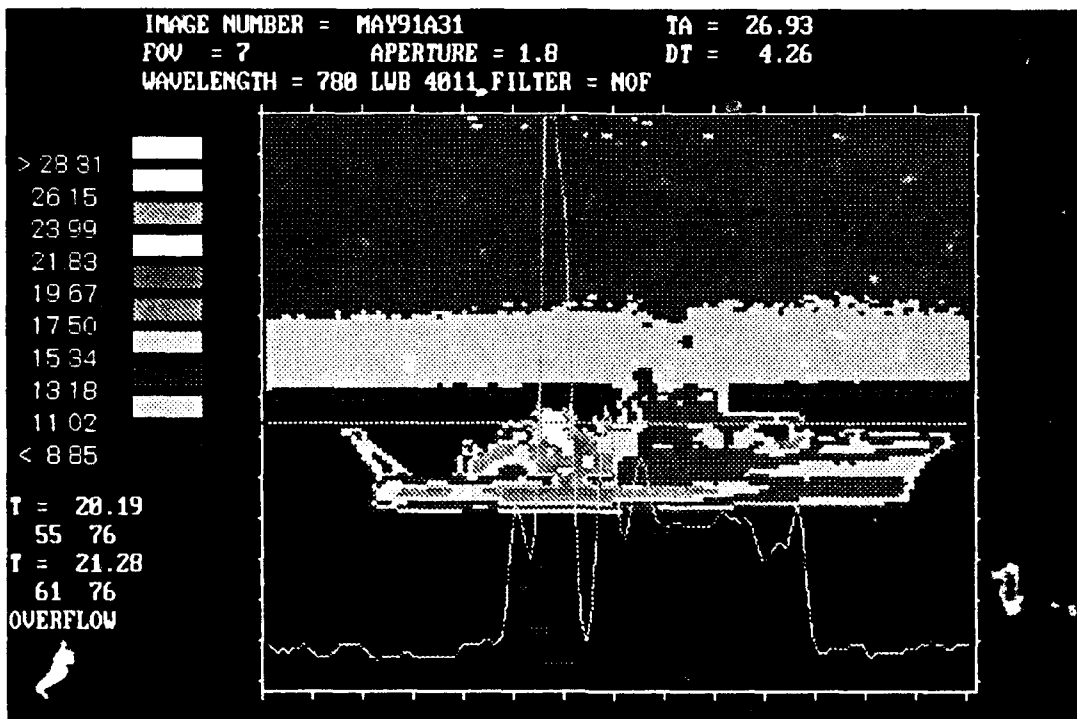 IMAGE NUMBER = MAY91A31 TA = 26.93
FOV = 7 APERTURE = 1.8 DT = 4.26
WAVELENGTH = 780 LWB 4011 FILTER = NOF
> 28 31
26 15
23 99
21 83
19 67
17 50
15 34
13 18
11 02
< 8 85
T = 20.19
55 76
T = 21.28
61 76
OVERFLOW